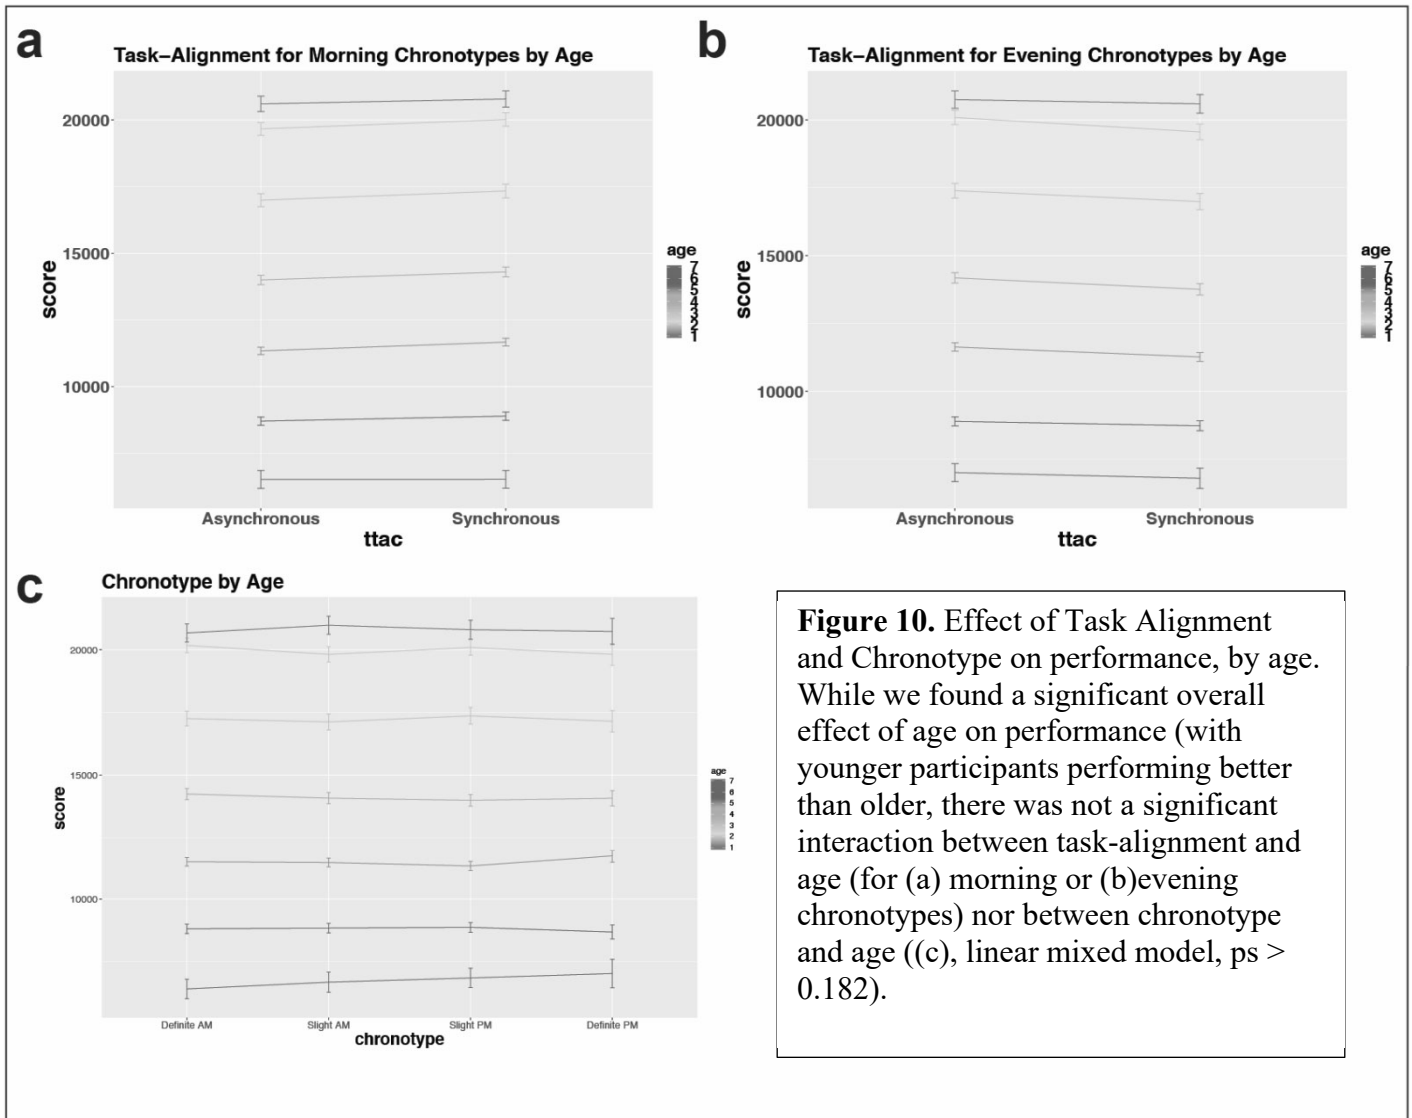 a
Task-Alignment for Morning Chronotypes by Age
20000
15000
10000
score
Asynchronous Synchronous
ttac
age
7
6
5
4
3
2
1
b
Task-Alignment for Evening Chronotypes by Age
20000
15000
10000
score
Asynchronous Synchronous
ttac
age
7
6
5
4
3
2
1
c
Chronotype by Age
20000
15000
10000
score
Definite AM Slight AM Slight PM Definite PM
chronotype
age
7
6
5
4
3
2
1
Figure 10. Effect of Task Alignment
and Chronotype on performance, by age.
While we found a significant overall
effect of age on performance (with
younger participants performing better
than older, there was not a significant
interaction between task-alignment and
age (for (a) morning or (b)evening
chronotypes) nor between chronotype
and age ((c), linear mixed model, ps >
0.182).